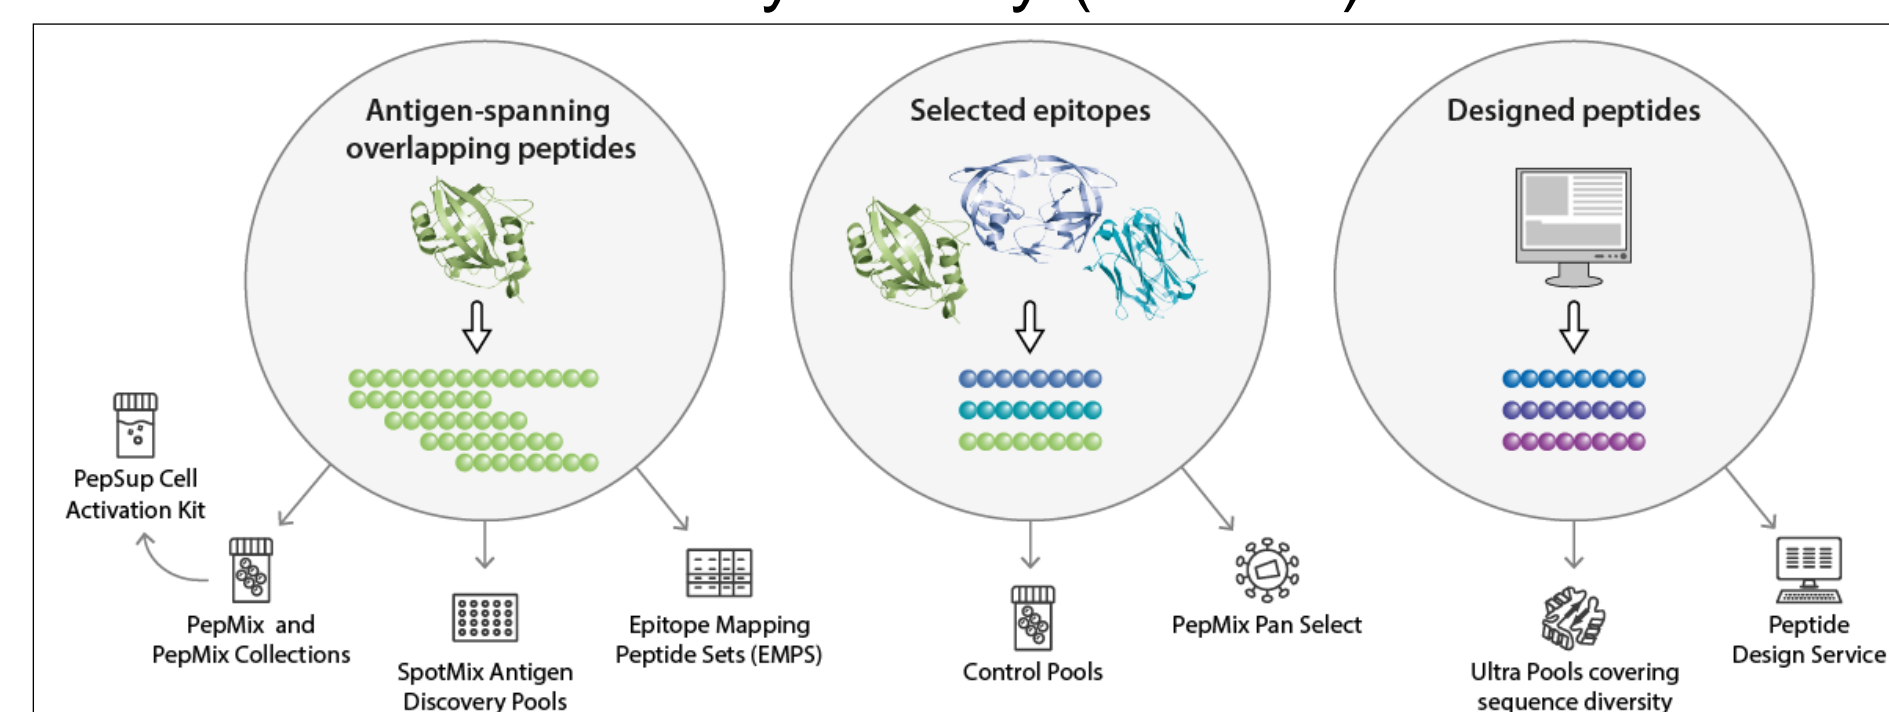 Antigen-spanning
overlapping peptides
Selected epitopes
Designed peptides
PepSup Cell
Activation Kit
PepMix and
PepMix Collections
SpotMix Antigen
Discovery Pools
Epitope Mapping
Peptide Sets (EMPS)
Control Pools
PepMix Pan Select
Ultra Pools covering
sequence diversity
Peptide
Design Service